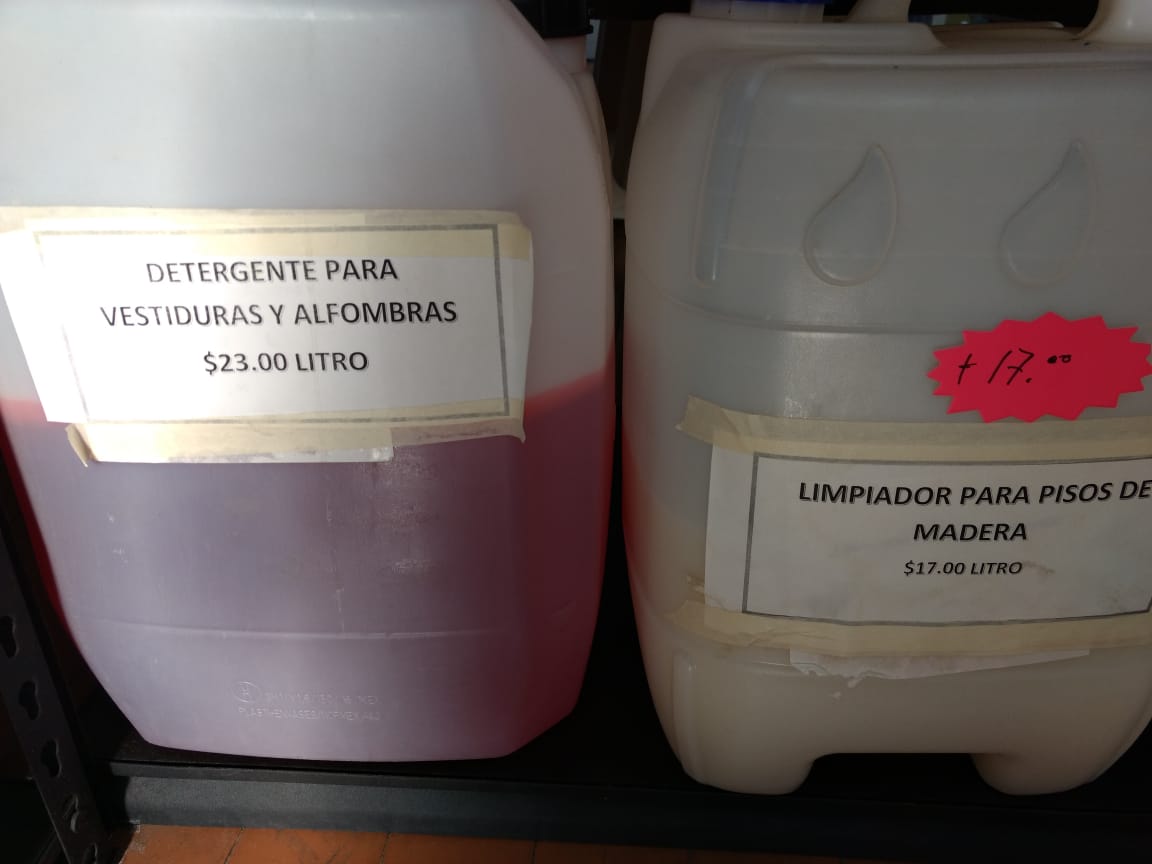 DETERGENTE PARA
VESTIDURAS Y ALFOMBRAS
$23.00 LITRO
+ 17.00
LIMPIADOR PARA PISOS DE
MADERA
$17.00 LITRO